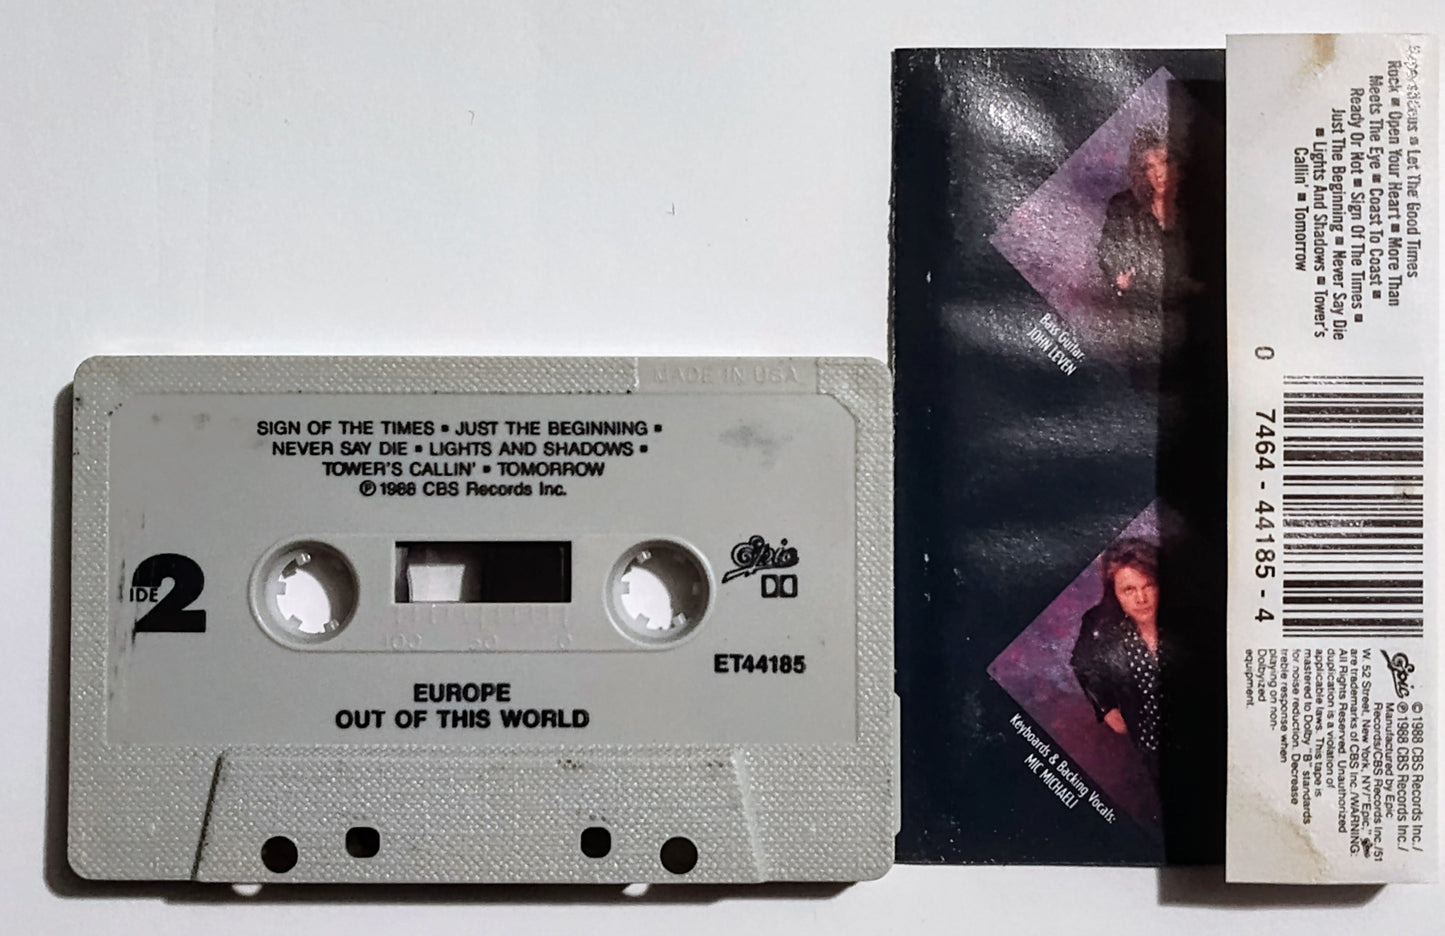 MADE IN USA
SIGN OF THE TIMES ▪ JUST THE BEGINNING ▪
NEVER SAY DIE ▪ LIGHTS AND SHADOWS ▪
TOWER'S CALLIN' ▪ TOMORROW
℗ 1988 CBS Records Inc.
IDE 2
Epic
100 50 0
ET44185
EUROPE
OUT OF THIS WORLD
Bass Guitar:
JOHN LEVEN
Keyboards & Backing Vocals:
MIC MICHAELI
Superstitious ▪ Let The Good Times
Rock ▪ Open Your Heart ▪ More Than
Meets The Eye ▪ Coast To Coast ▪
Ready Or Not ▪ Sign Of The Times ▪
Just The Beginning ▪ Never Say Die
▪ Lights And Shadows ▪ Tower's
Callin' ▪ Tomorrow
0 7464 - 44185 - 4
© 1988 CBS Records Inc./
Epic ℗ 1988 CBS Records Inc./
Manufactured by Epic
Records/CBS Records Inc./51
W. 52 Street, New York, NY/"Epic,"
are trademarks of CBS Inc./WARNING:
All Rights Reserved. Unauthorized
duplication is a violation of
applicable laws. This tape is
mastered to Dolby "B" standards
for noise reduction. Decrease
treble response when
playing on non-
Dolbyized
equipment.